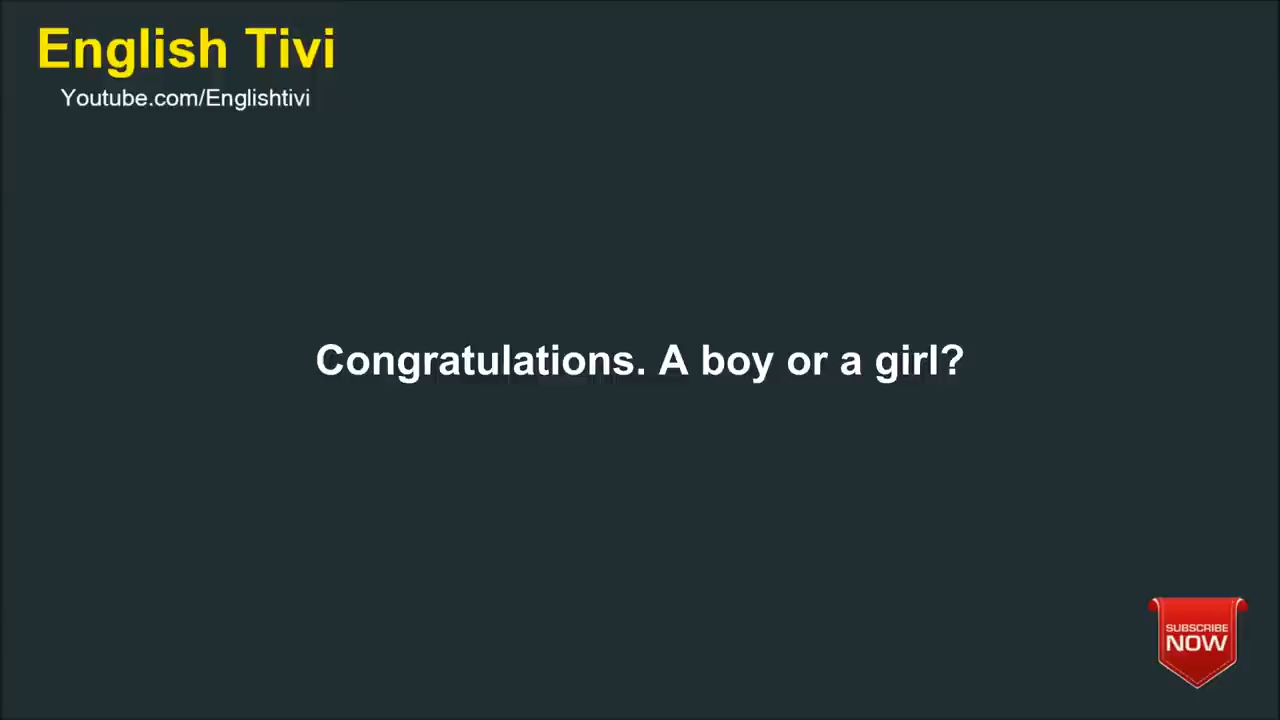 English Tivi
Youtube.com/Englishtivi
Congratulations. A boy or a girl?
SUBSCRIBE
NOW